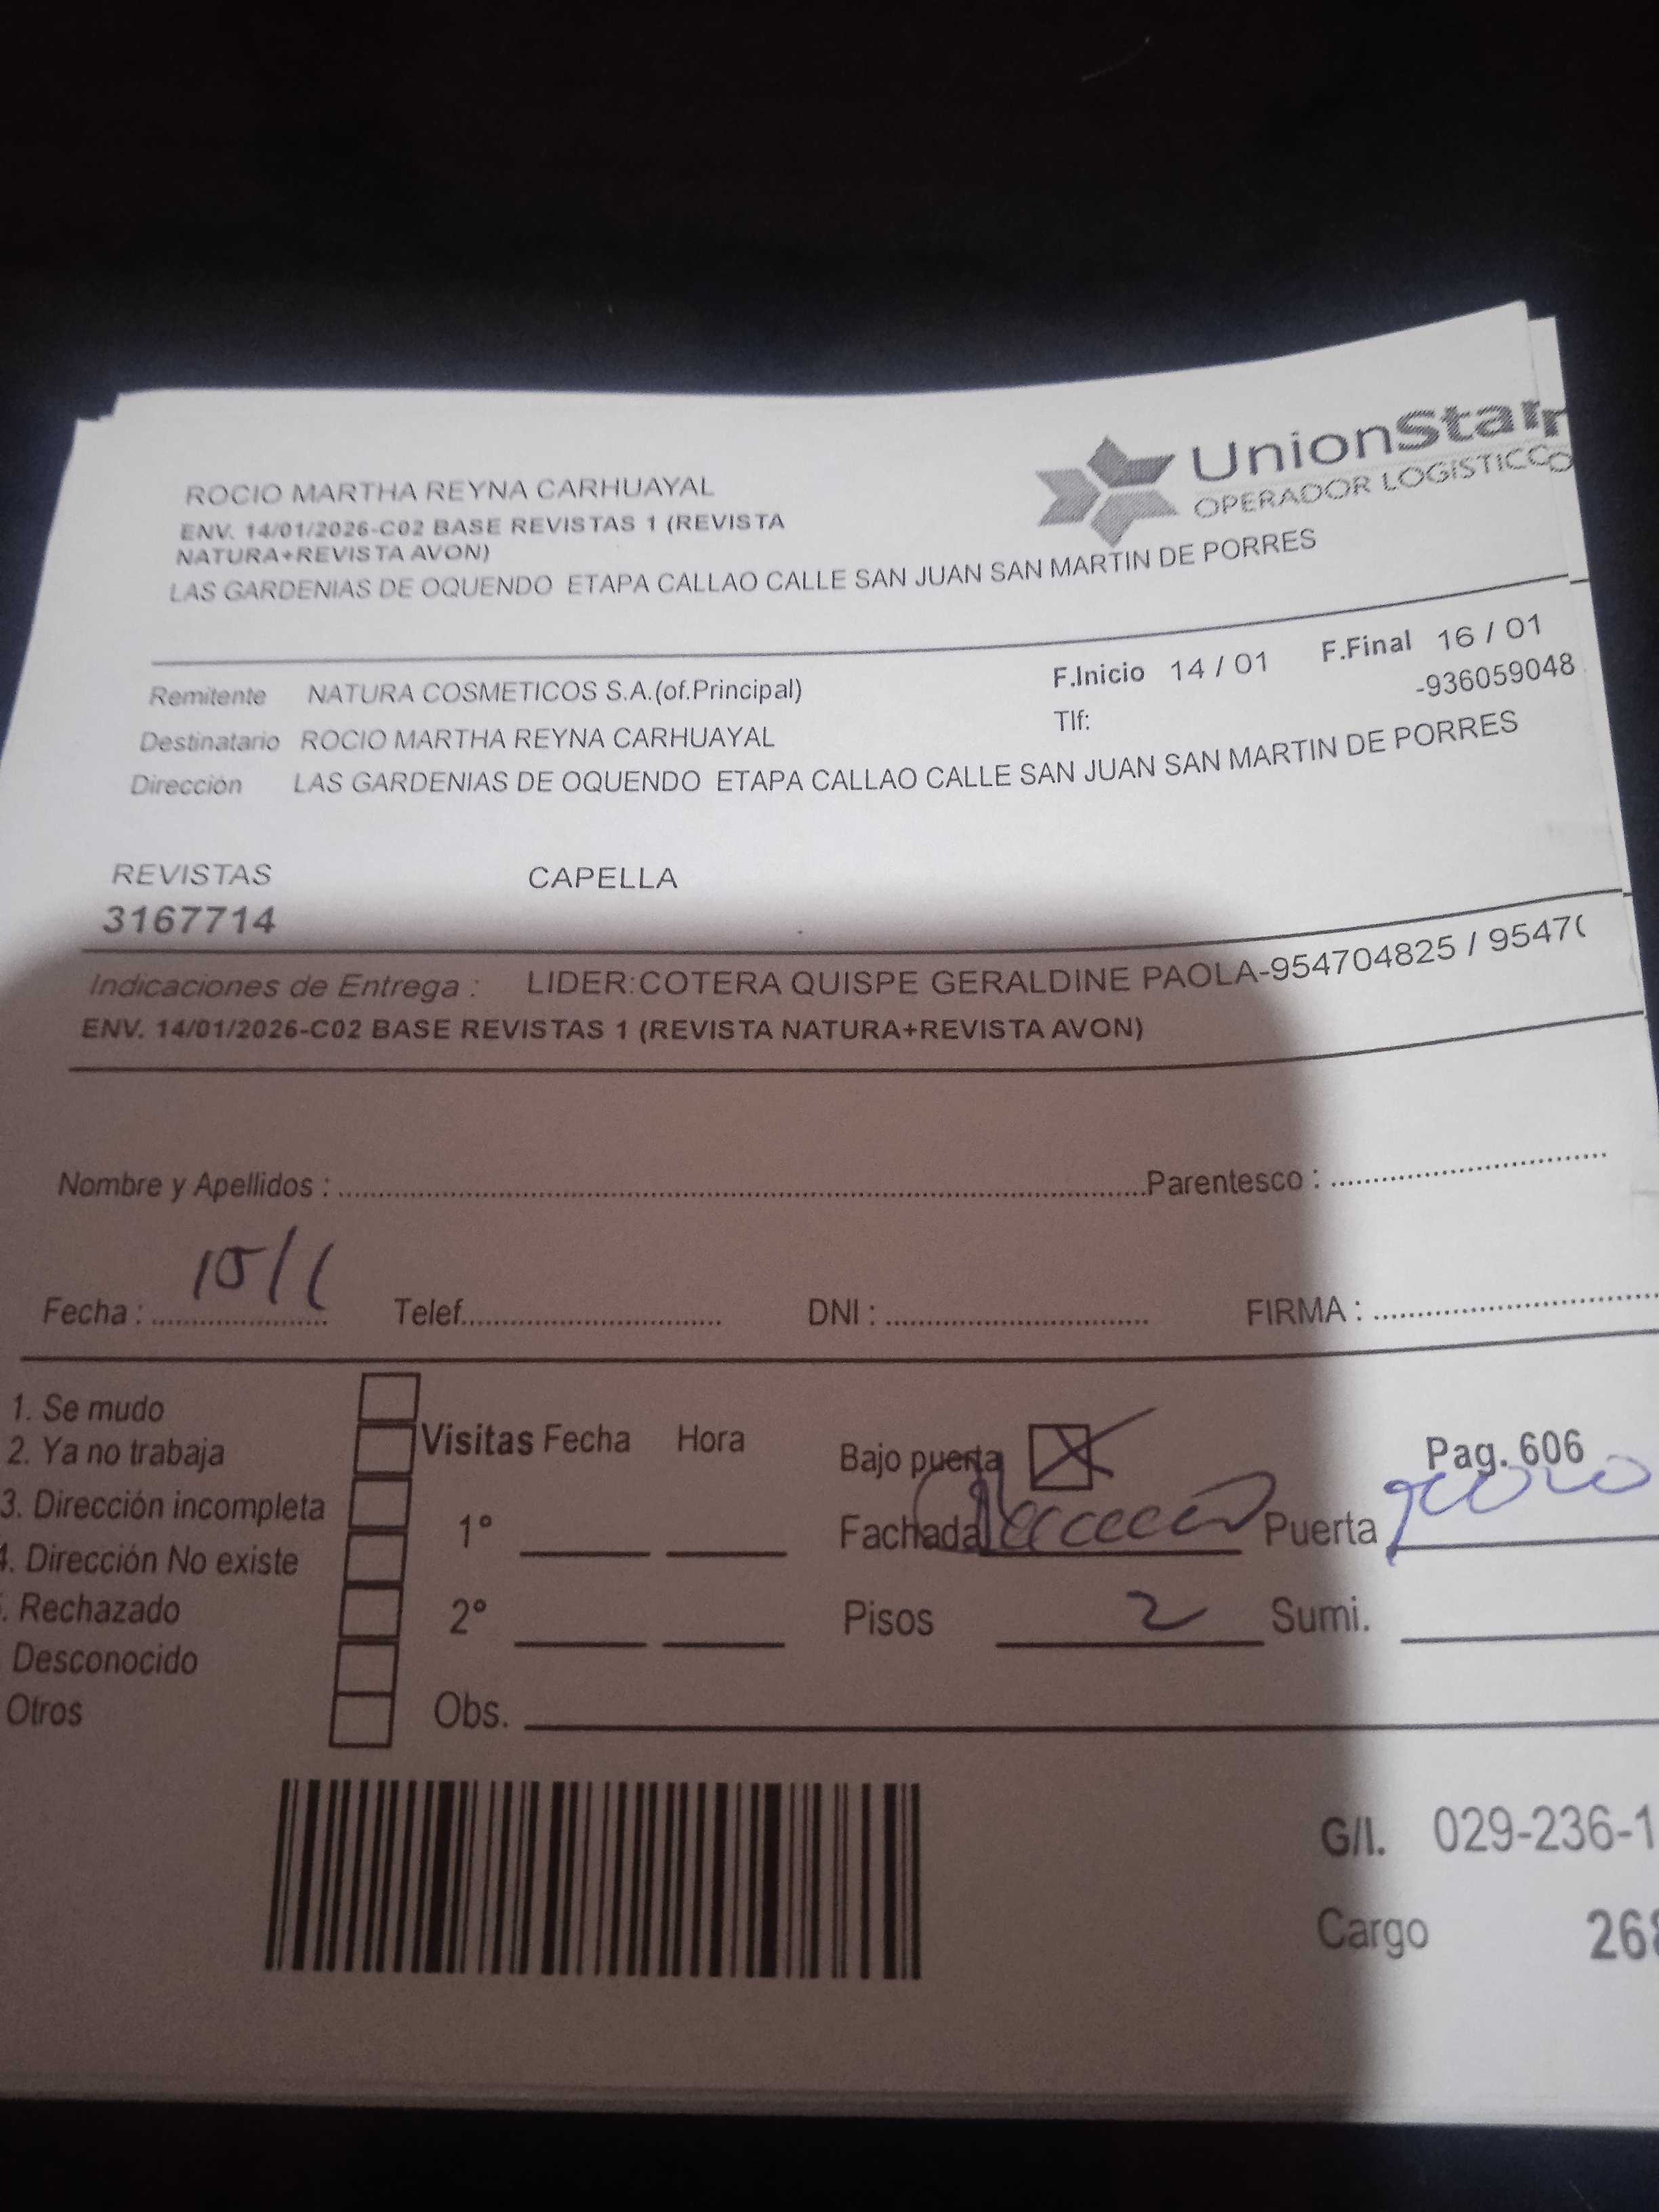 UnionStar
OPERADOR LOGISTICO
ROCIO MARTHA REYNA CARHUAYAL
ENV. 14/01/2026-C02 BASE REVISTAS 1 (REVISTA
NATURA+REVISTA AVON)
LAS GARDENIAS DE OQUENDO ETAPA CALLAO CALLE SAN JUAN SAN MARTIN DE PORRES
F.Inicio 14 / 01 F.Final 16 / 01
Remitente NATURA COSMETICOS S.A.(of.Principal)
Tlf: -936059048
Destinatario ROCIO MARTHA REYNA CARHUAYAL
Dirección LAS GARDENIAS DE OQUENDO ETAPA CALLAO CALLE SAN JUAN SAN MARTIN DE PORRES
REVISTAS CAPELLA
3167714
Indicaciones de Entrega : LIDER:COTERA QUISPE GERALDINE PAOLA-954704825 / 9547
ENV. 14/01/2026-C02 BASE REVISTAS 1 (REVISTA NATURA+REVISTA AVON)
Nombre y Apellidos : Parentesco :
Fecha : 15/1 Telef. DNI : FIRMA :
1. Se mudo
2. Ya no trabaja
3. Dirección incompleta
4. Dirección No existe
. Rechazado
Desconocido
Otros
Visitas Fecha Hora
1°
2°
Obs.
Bajo puerta X Pag. 606
Fachada Puerta
Pisos 2 Sumi.
G/I. 029-236-1
Cargo 268